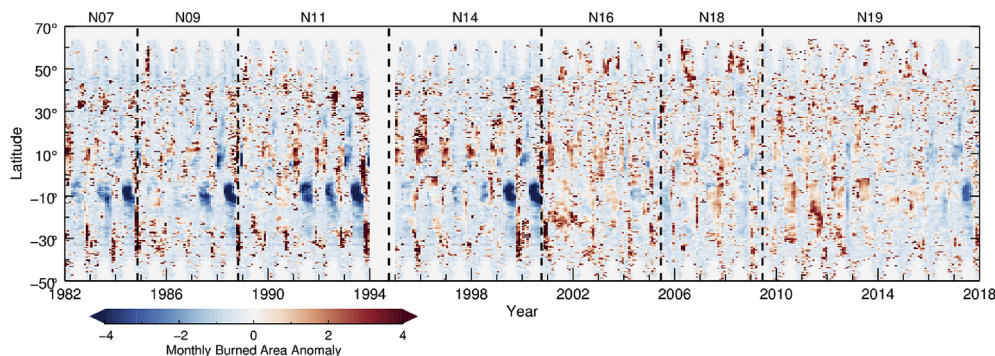 N07 N09 N11 N14 N16 N18 N19
70°
50°
30°
10°
−10°
−30°
−50°
Latitude
1982 1986 1990 1994 1998 2002 2006 2010 2014 2018
Year
−4 −2 0 2 4
Monthly Burned Area Anomaly